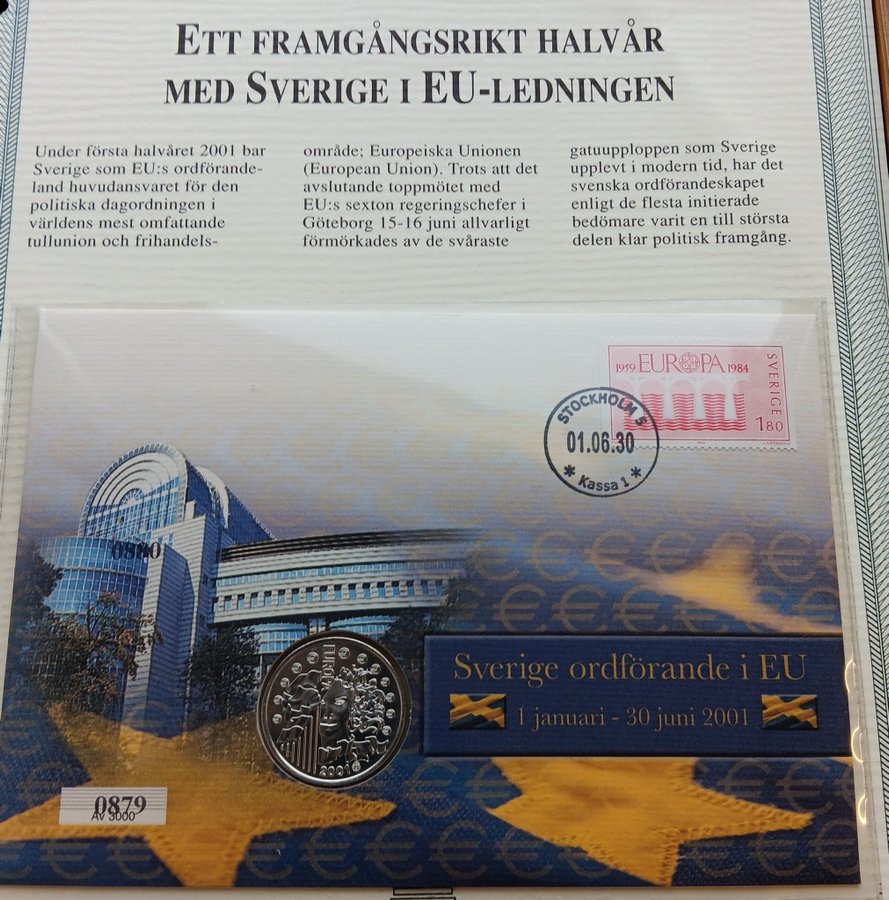 ETT FRAMGÅNGSRIKT HALVÅR
MED SVERIGE I EU-LEDNINGEN
Under första halvåret 2001 bar
Sverige som EU:s ordförande-
land huvudansvaret för den
politiska dagordningen i
världens mest omfattande
tullunion och frihandels-
område; Europeiska Unionen
(European Union). Trots att det
avslutande toppmötet med
EU:s sexton regeringschefer i
Göteborg 15-16 juni allvarligt
förmörkades av de svåraste
gatuupploppen som Sverige
upplevt i modern tid, har det
svenska ordförandeskapet
enligt de flesta initierade
bedömare varit en till största
delen klar politisk framgång.
1959 EUROPA 1984
SVERIGE
1.80
STOCKHOLM 5
01.06.30
* Kassa 1 *
0880
EUROPA
2001
Sverige ordförande i EU
1 januari - 30 juni 2001
0879
AV 3000